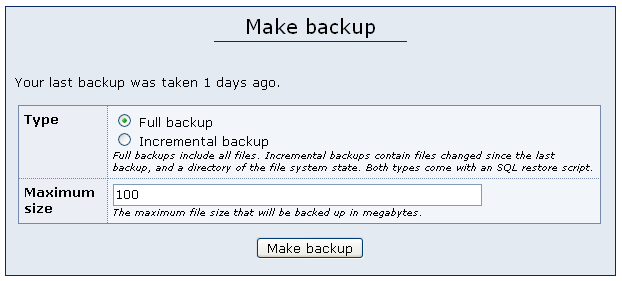 Make backup
Your last backup was taken 1 days ago.
Type
Full backup
Incremental backup
Full backups include all files. Incremental backups contain files changed since the last
backup, and a directory of the file system state. Both types come with an SQL restore script.
Maximum
size
100
The maximum file size that will be backed up in megabytes.
Make backup